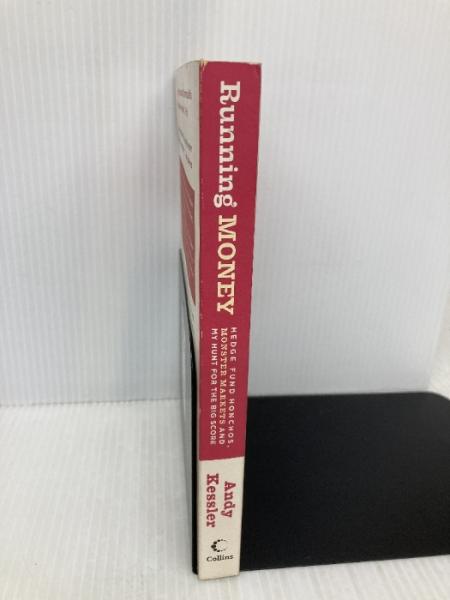 Running MONEY
HEDGE FUND HONCHOS,
MONSTER MARKETS AND
MY HUNT FOR THE BIG SCORE
Andy
Kessler
Collins